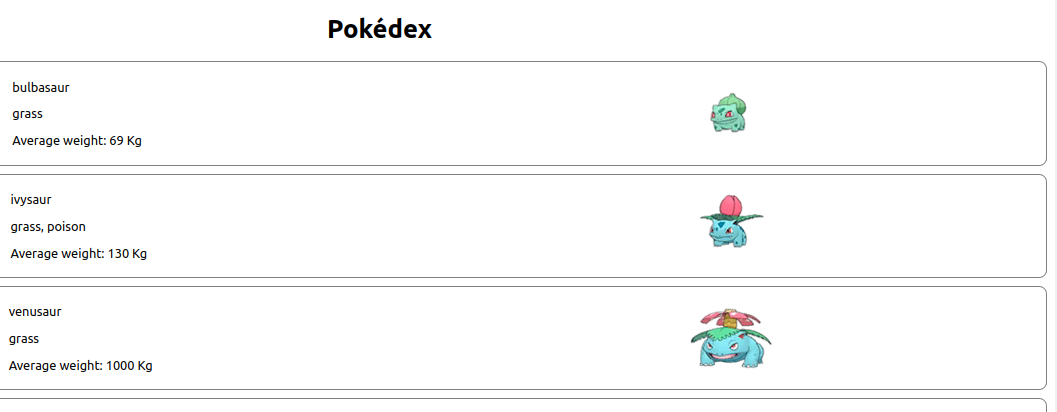 Pokédex
bulbasaur
grass
Average weight: 69 Kg
ivysaur
grass, poison
Average weight: 130 Kg
venusaur
grass
Average weight: 1000 Kg